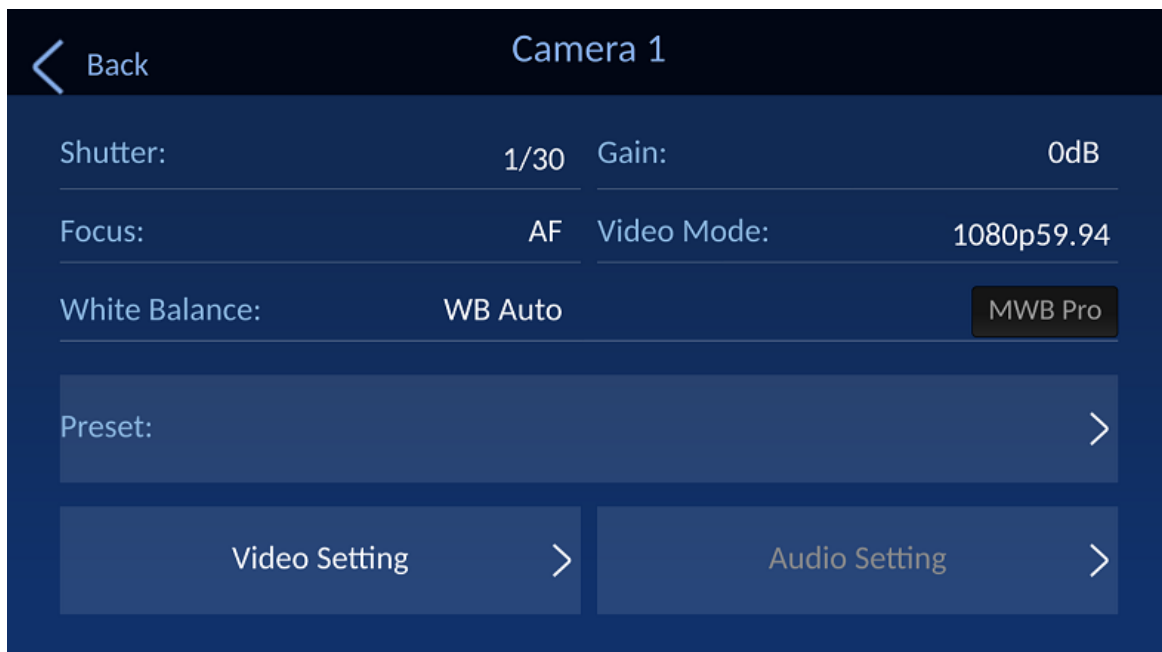 Back
Camera 1
Shutter: 1/30 Gain: 0dB
Focus: AF Video Mode: 1080p59.94
White Balance: WB Auto MWB Pro
Preset:
Video Setting Audio Setting